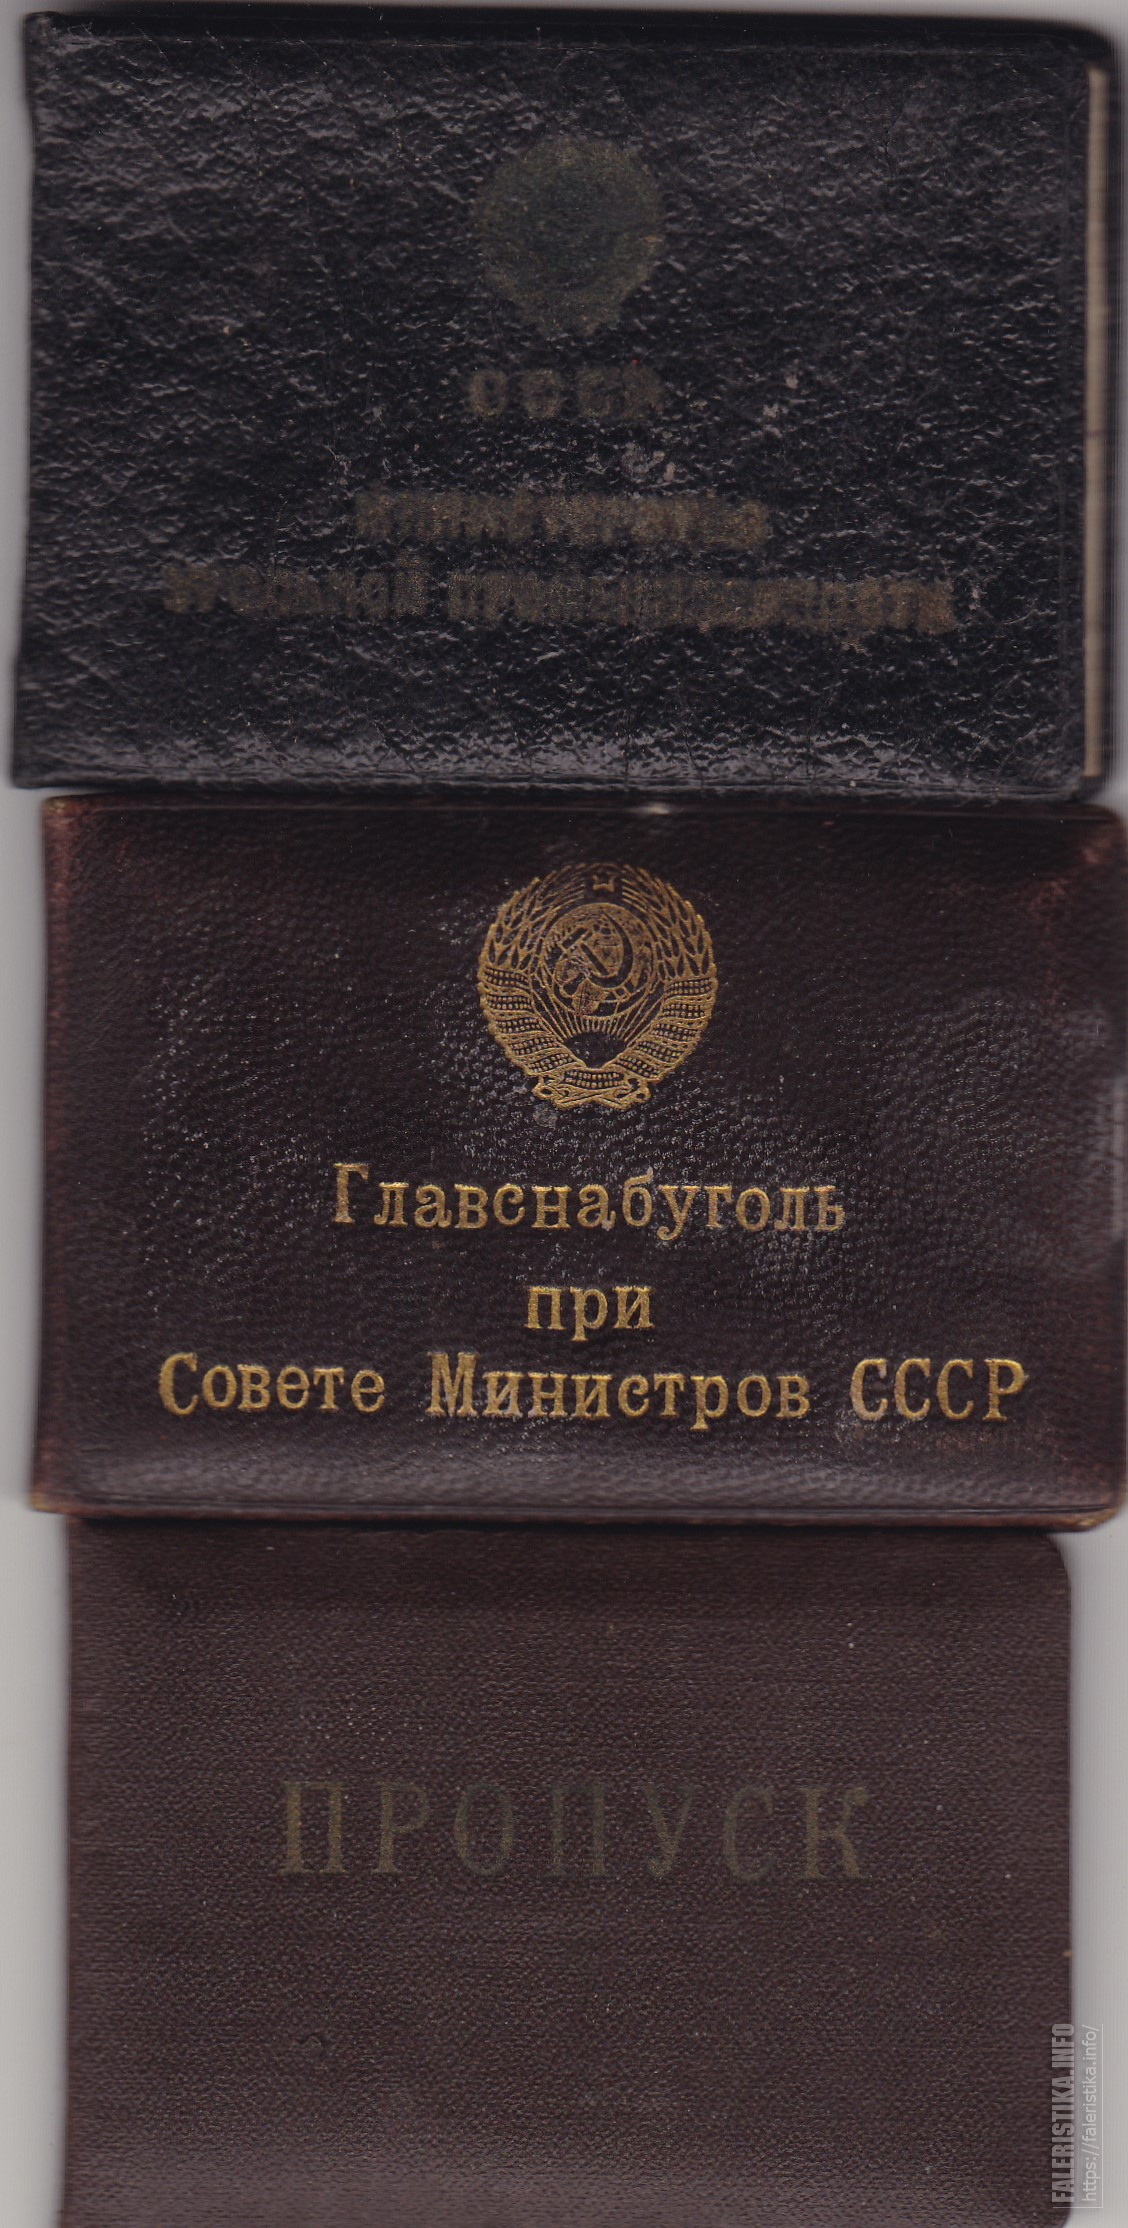 СССР
Министерство
угольной промышленности
Главснабуголь
при
Совете Министров СССР
ПРОПУСК
FALERISTIKA.INFO
https://faleristika.info/